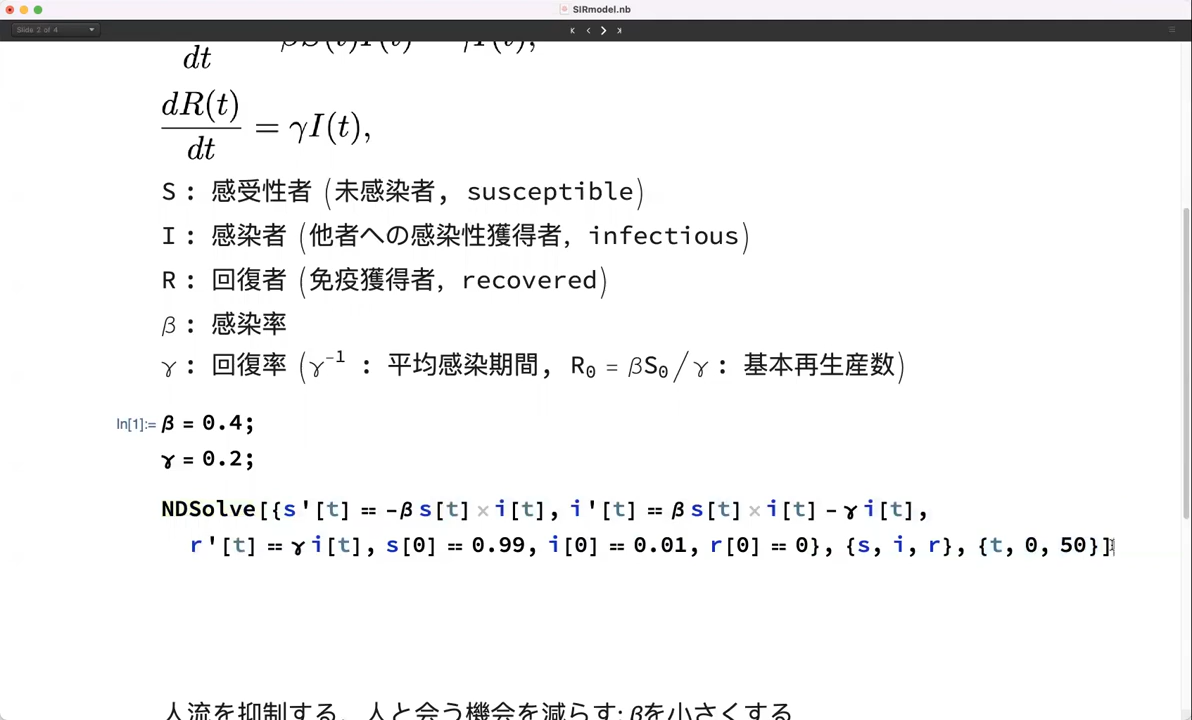 SIRmodel.nb
Slide 2 of 4
dt
βS(t)I(t) − γI(t),
dR(t)/dt = γI(t),
S : 感受性者 (未感染者, susceptible)
I : 感染者 (他者への感染性獲得者, infectious)
R : 回復者 (免疫獲得者, recovered)
β : 感染率
γ : 回復率 (γ⁻¹ : 平均感染期間, R₀ = βS₀/γ : 基本再生産数)
In[1]:= β = 0.4;
γ = 0.2;
NDSolve[{s'[t] == -β s[t] × i[t], i'[t] == β s[t] × i[t] - γ i[t],
r'[t] == γ i[t], s[0] == 0.99, i[0] == 0.01, r[0] == 0}, {s, i, r}, {t, 0, 50}]
人流を抑制する、人と会う機会を減らす: βを小さくする